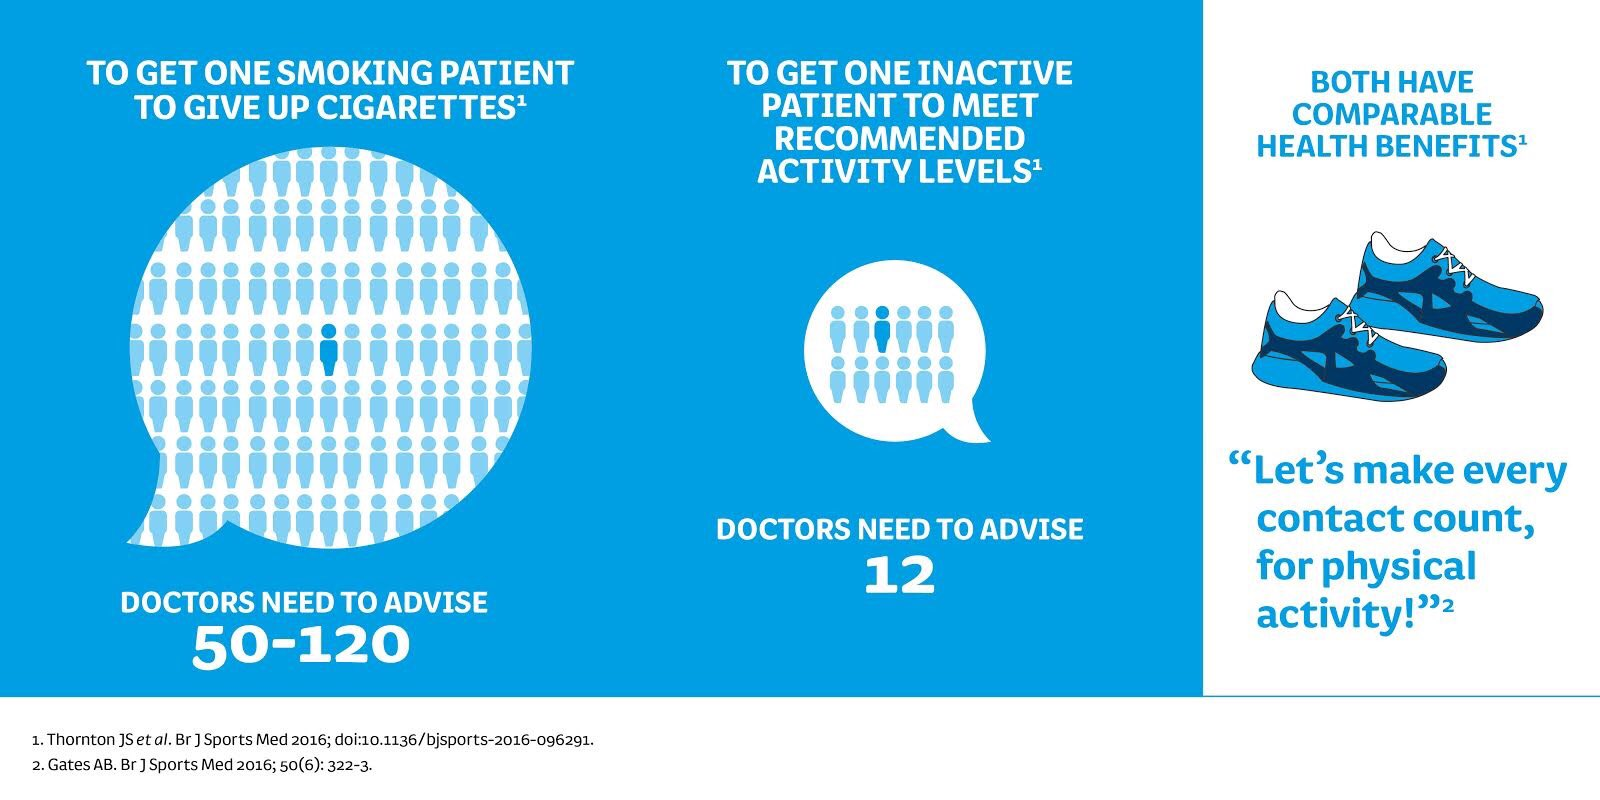 TO GET ONE SMOKING PATIENT
TO GIVE UP CIGARETTES¹
DOCTORS NEED TO ADVISE
50-120
TO GET ONE INACTIVE
PATIENT TO MEET
RECOMMENDED
ACTIVITY LEVELS¹
DOCTORS NEED TO ADVISE
12
BOTH HAVE
COMPARABLE
HEALTH BENEFITS¹
“Let’s make every
contact count,
for physical
activity!”²
1. Thornton JS et al. Br J Sports Med 2016; doi:10.1136/bjsports-2016-096291.
2. Gates AB. Br J Sports Med 2016; 50(6): 322-3.